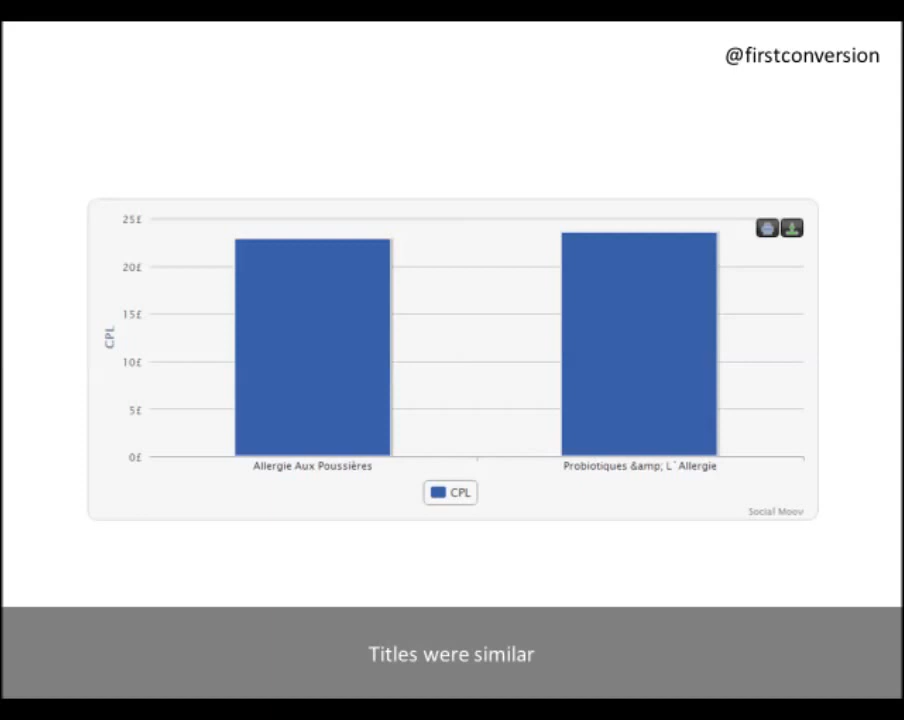 @firstconversion
25£
20£
15£
10£
5£
0£
CPL
Allergie Aux Poussières
Probiotiques &amp; L`Allergie
CPL
Social Moov
Titles were similar